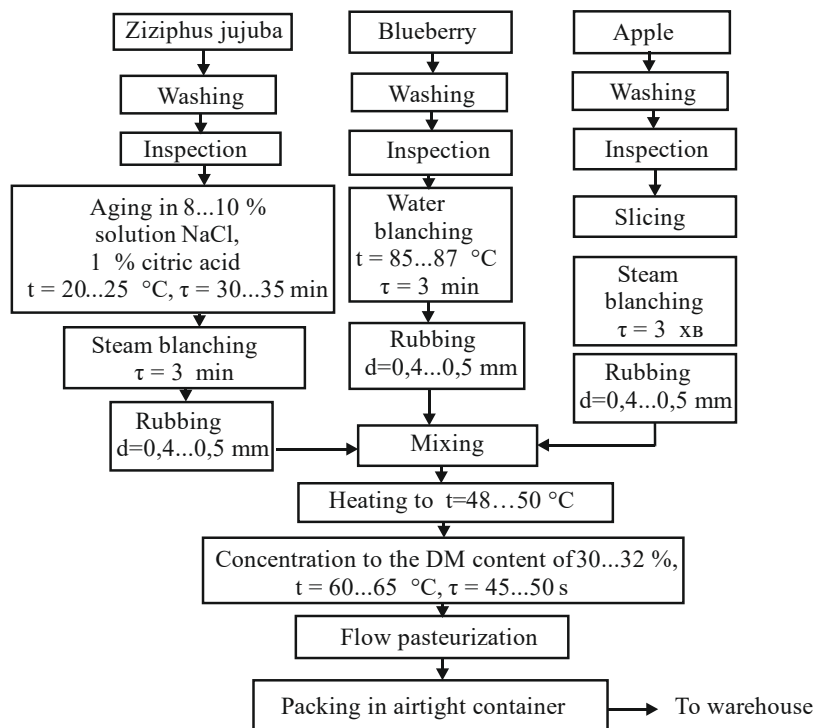 Ziziphus jujuba
Washing
Inspection
Aging in 8...10 %
solution NaCl,
1 % citric acid
t = 20...25 °C, τ = 30...35 min
Steam blanching
τ = 3 min
Rubbing
d=0,4...0,5 mm
Blueberry
Washing
Inspection
Water
blanching
t = 85...87 °C
τ = 3 min
Rubbing
d=0,4...0,5 mm
Apple
Washing
Inspection
Slicing
Steam
blanching
τ = 3 хв
Rubbing
d=0,4...0,5 mm
Mixing
Heating to t=48…50 °C
Concentration to the DM content of 30...32 %,
t = 60...65 °C, τ = 45...50 s
Flow pasteurization
Packing in airtight container
To warehouse